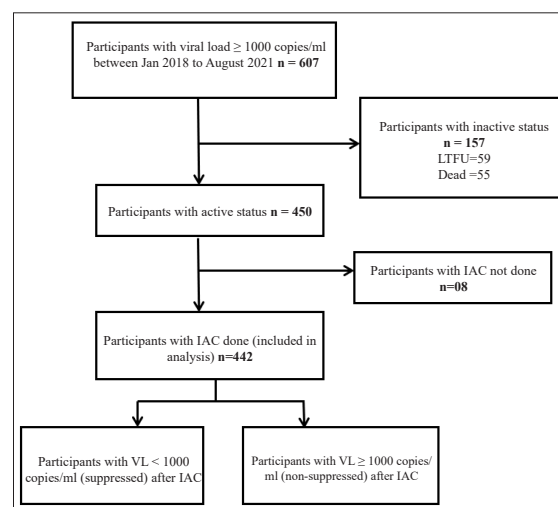 Participants with viral load ≥ 1000 copies/ml
between Jan 2018 to August 2021 n = 607
Participants with inactive status
n = 157
LTFU=59
Dead =55
Participants with active status n = 450
Participants with IAC not done
n=08
Participants with IAC done (included in
analysis) n=442
Participants with VL < 1000
copies/ml (suppressed) after IAC
Participants with VL ≥ 1000 copies/
ml (non-suppressed) after IAC